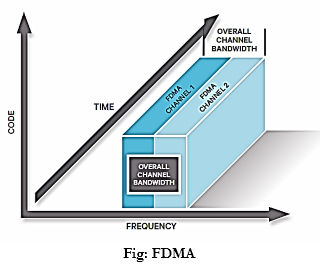 OVERALL
CHANNEL
BANDWIDTH
FDMA
CHANNEL 1
FDMA
CHANNEL 2
TIME
CODE
OVERALL
CHANNEL
BANDWIDTH
FREQUENCY
Fig: FDMA